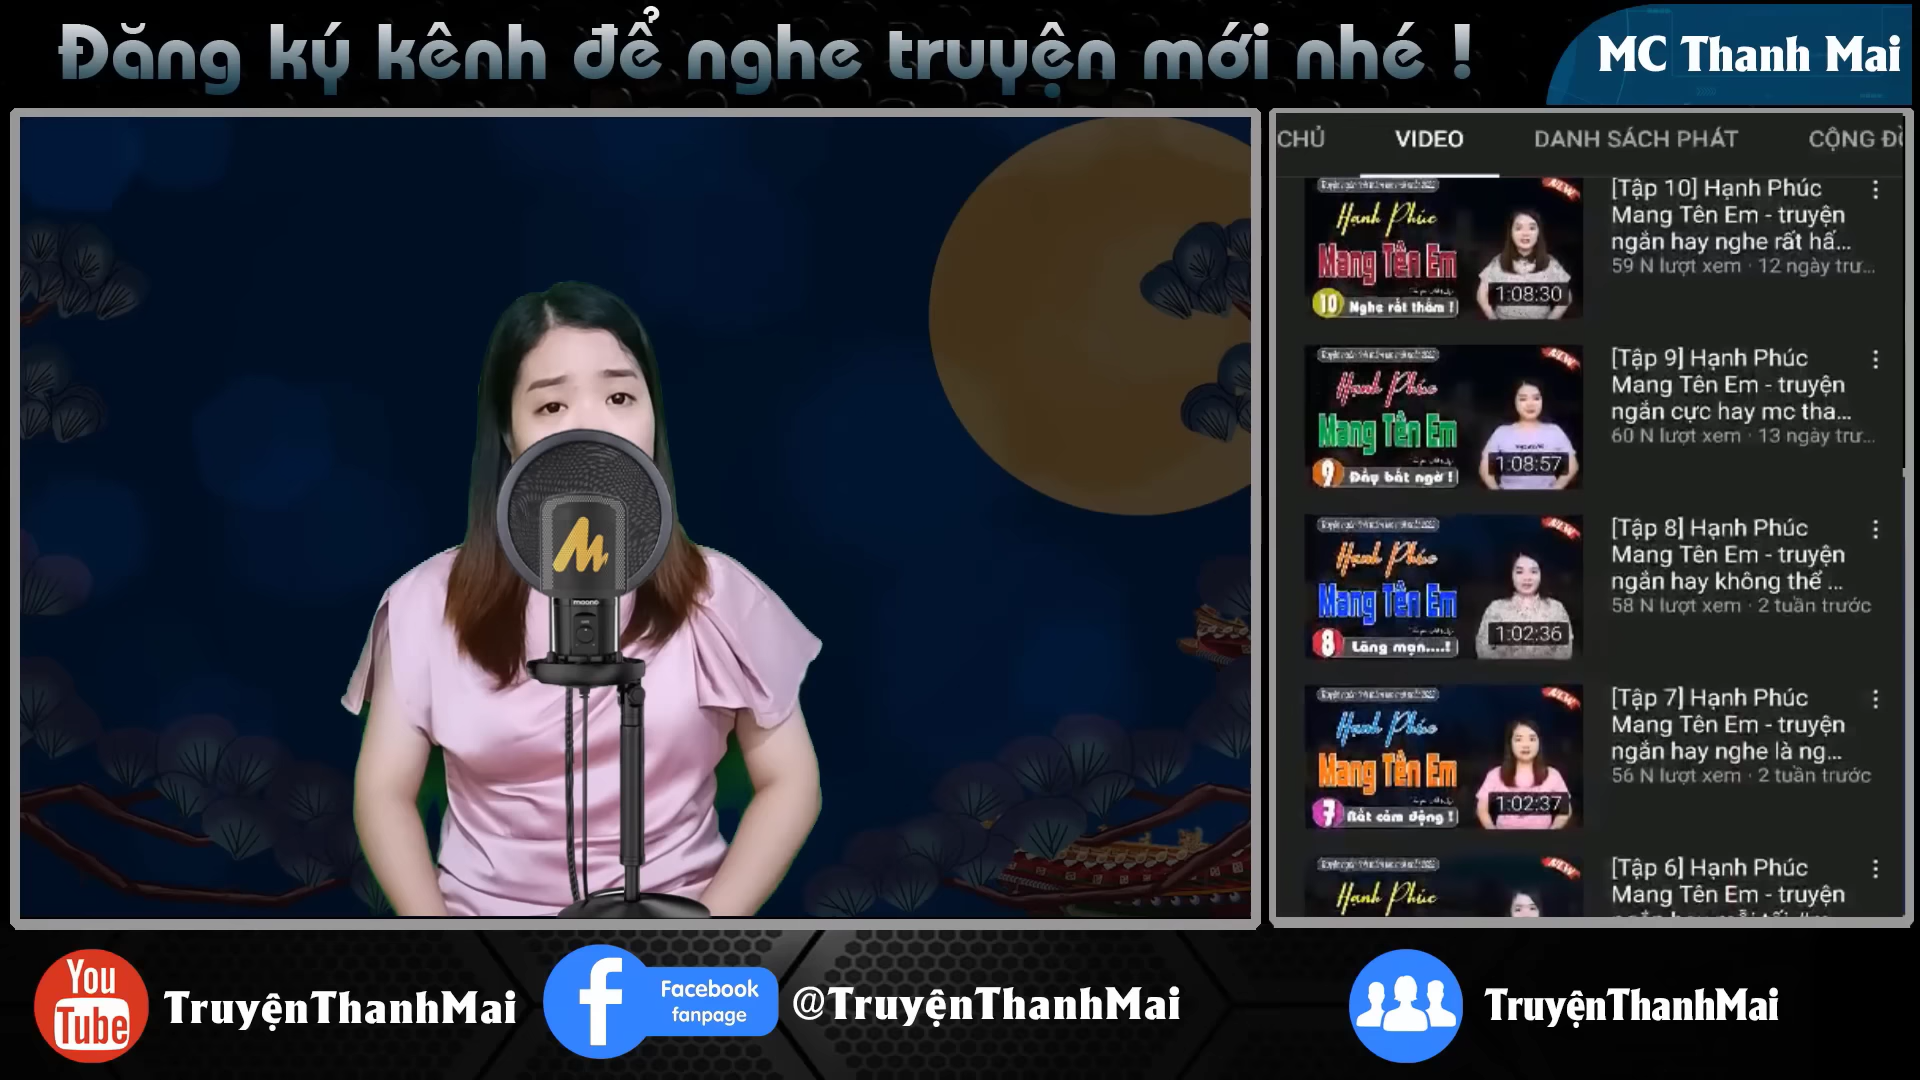 Đăng ký kênh để nghe truyện mới nhé !
MC Thanh Mai
CHỦ
VIDEO
DANH SÁCH PHÁT
CỘNG
Hạnh Phúc
Mang Tên Em
10 Nghe rất thấm !
1:08:30
NEW
[Tập 10] Hạnh Phúc
Mang Tên Em - truyện
ngắn hay nghe rất hấ...
59 N lượt xem · 12 ngày trư...
Hạnh Phúc
Mang Tên Em
9 Đầy bất ngờ !
1:08:57
NEW
[Tập 9] Hạnh Phúc
Mang Tên Em - truyện
ngắn cực hay mc tha...
60 N lượt xem · 13 ngày trư...
Hạnh Phúc
Mang Tên Em
8 Lãng mạn....!
1:02:36
NEW
[Tập 8] Hạnh Phúc
Mang Tên Em - truyện
ngắn hay không thể ...
58 N lượt xem · 2 tuần trước
Hạnh Phúc
Mang Tên Em
7 Rất cảm động !
1:02:37
NEW
[Tập 7] Hạnh Phúc
Mang Tên Em - truyện
ngắn hay nghe là ng...
56 N lượt xem · 2 tuần trước
Hạnh Phúc
NEW
[Tập 6] Hạnh Phúc
Mang Tên Em - truyện
maono
You
Tube
TruyệnThanhMai
f
Facebook
fanpage
@TruyệnThanhMai
TruyệnThanhMai